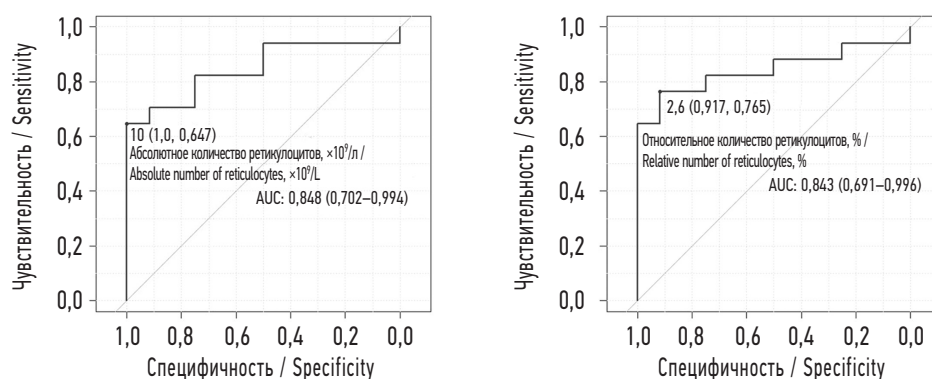 Чувствительность / Sensitivity
1,0
0,8
0,6
0,4
0,2
0,0
10 (1,0, 0,647)
Абсолютное количество ретикулоцитов, ×10⁹/л /
Absolute number of reticulocytes, ×10⁹/L
AUC: 0,848 (0,702–0,994)
1,0 0,8 0,6 0,4 0,2 0,0
Специфичность / Specificity
Чувствительность / Sensitivity
1,0
0,8
0,6
0,4
0,2
0,0
2,6 (0,917, 0,765)
Относительное количество ретикулоцитов, % /
Relative number of reticulocytes, %
AUC: 0,843 (0,691–0,996)
1,0 0,8 0,6 0,4 0,2 0,0
Специфичность / Specificity